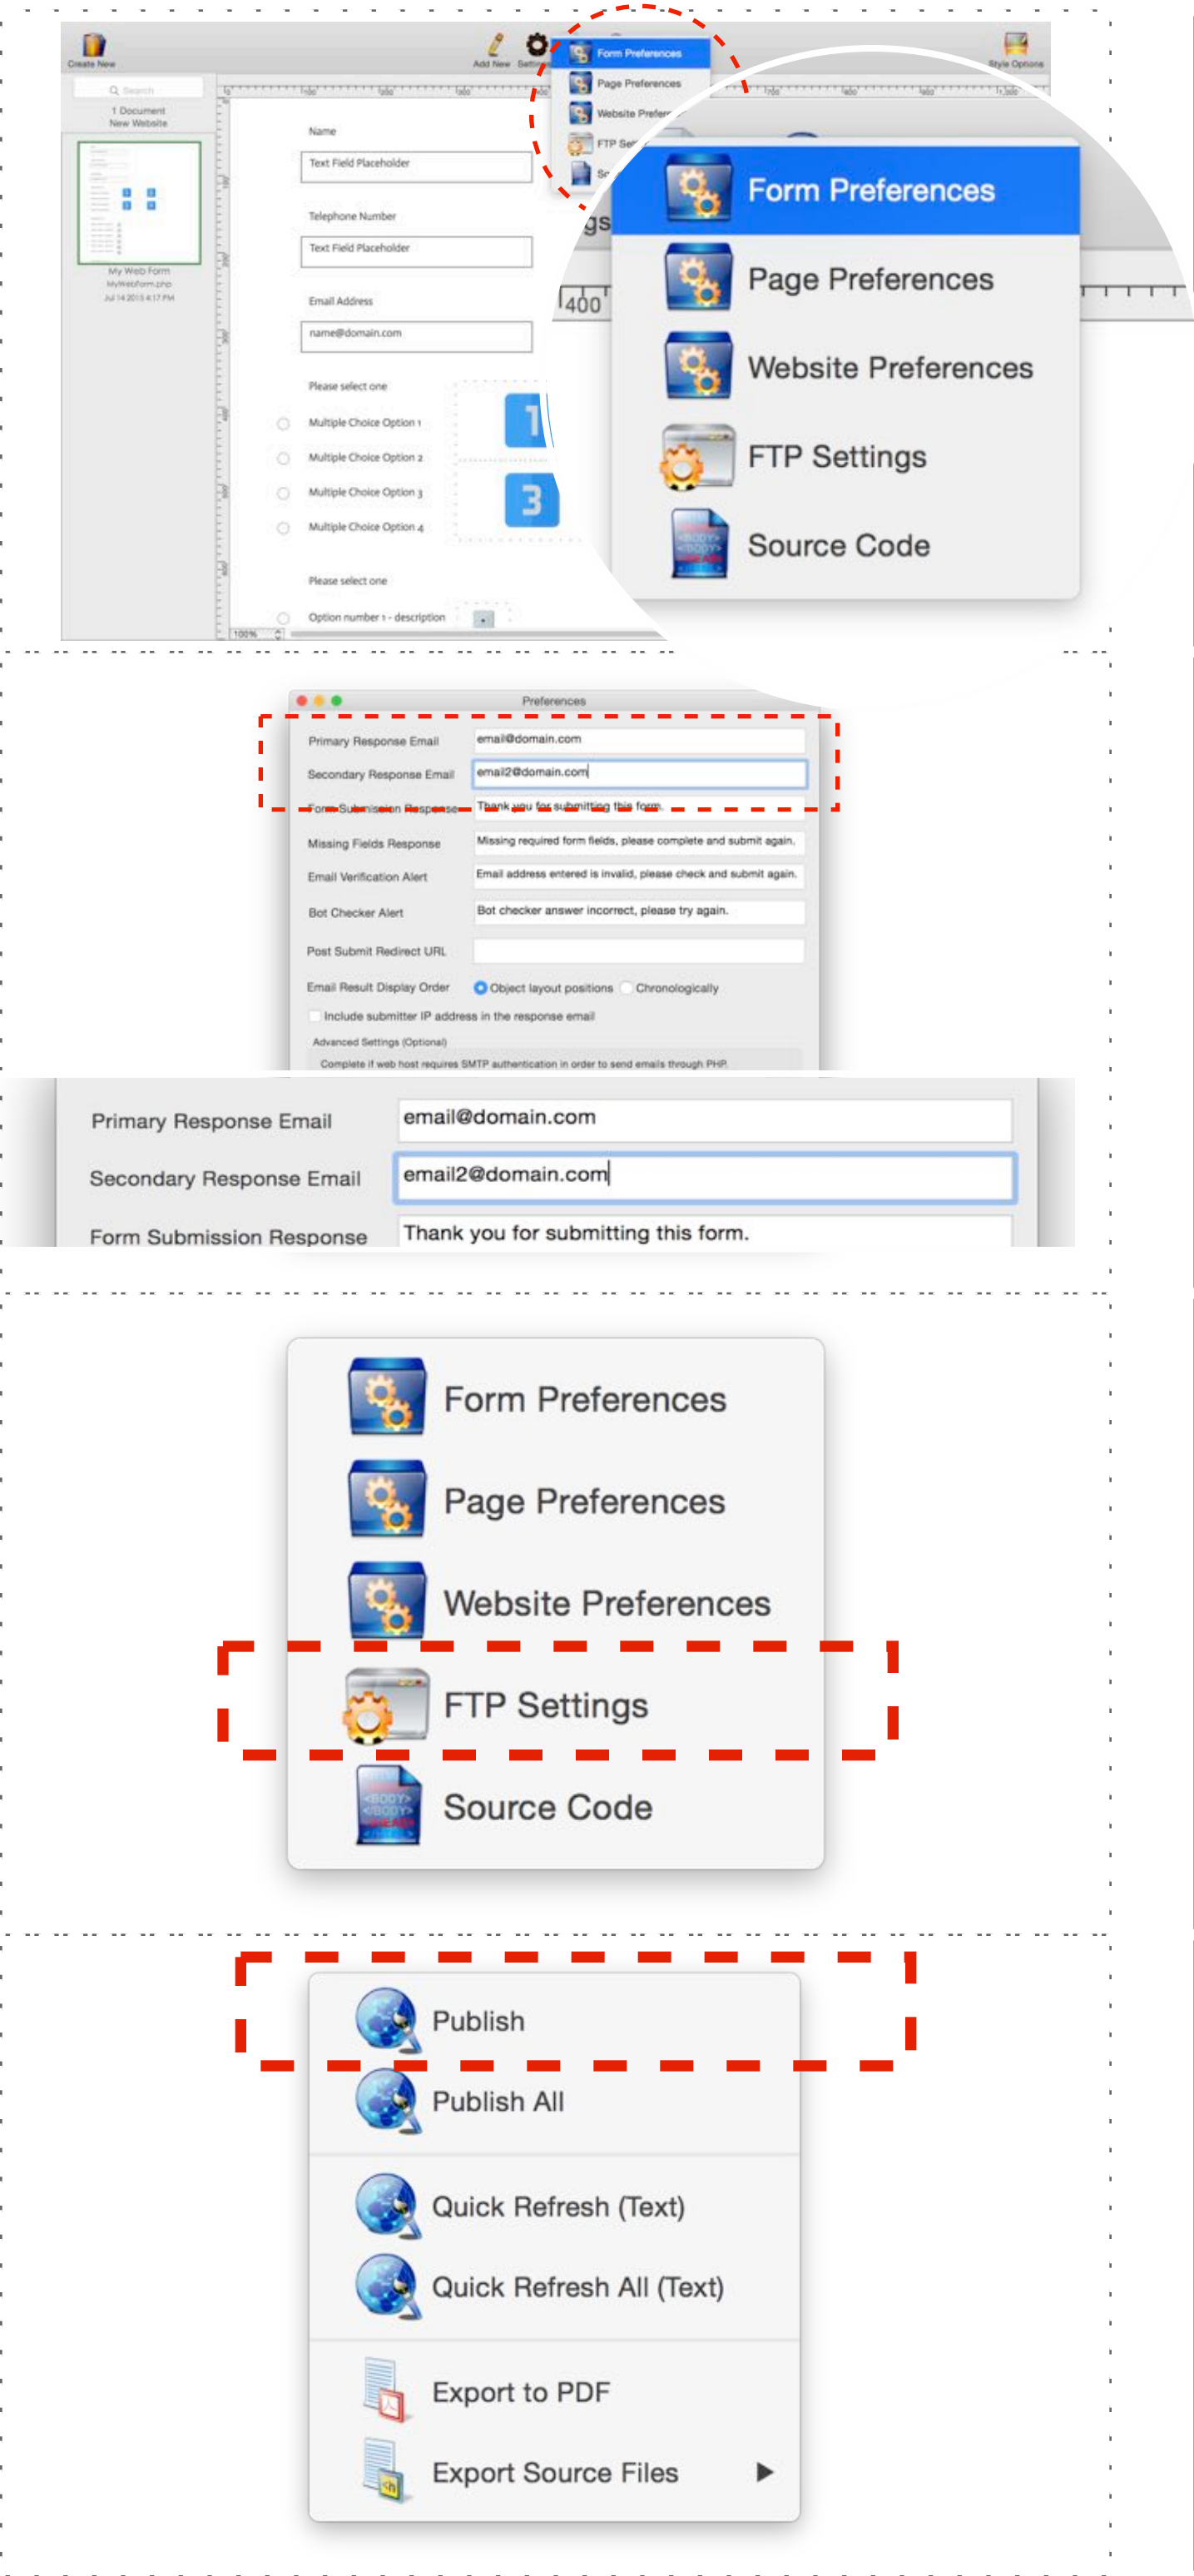 Create New
Add New
Style Options
Search
1 Document
New Website
My Web Form
MyWebForm.php
Jul 14 2015 4:17 PM
Name
Text Field Placeholder
Telephone Number
Text Field Placeholder
Email Address
name@domain.com
Please select one
Multiple Choice Option 1
Multiple Choice Option 2
Multiple Choice Option 3
Multiple Choice Option 4
1
3
Please select one
Option number 1 - description
100%
Form Preferences
Page Preferences
FTP
400
Form Preferences
Page Preferences
Website Preferences
FTP Settings
Source Code
Preferences
Primary Response Email email@domain.com
Secondary Response Email email2@domain.com
Form Submission Response Thank you for submitting this form.
Missing Fields Response Missing required form fields, please complete and submit again.
Email Verification Alert Email address entered is invalid, please check and submit again.
Bot Checker Alert Bot checker answer incorrect, please try again.
Post Submit Redirect URL
Email Result Display Order Object layout positions Chronologically
Include submitter IP address in the response email
Advanced Settings (Optional)
Complete if web host requires SMTP authentication in order to send emails through PHP.
Primary Response Email email@domain.com
Secondary Response Email email2@domain.com
Form Submission Response Thank you for submitting this form.
Form Preferences
Page Preferences
Website Preferences
FTP Settings
Source Code
Publish
Publish All
Quick Refresh (Text)
Quick Refresh All (Text)
Export to PDF
Export Source Files